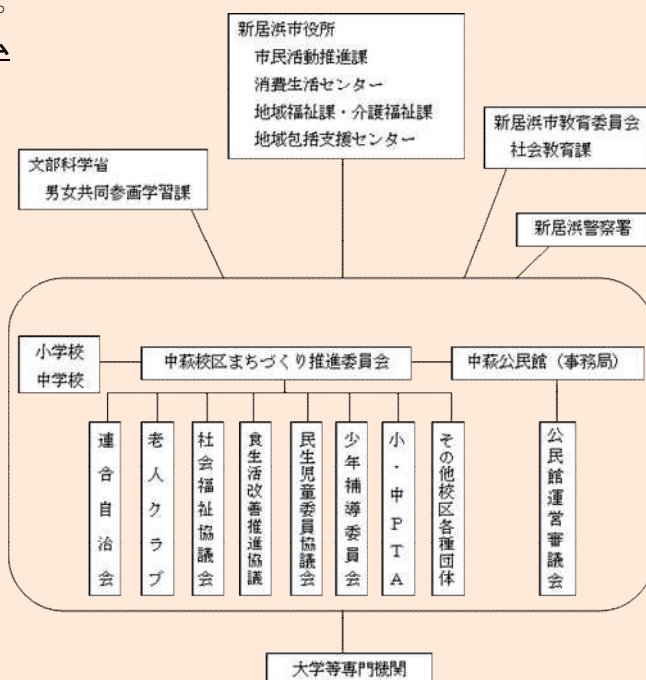 。
ム
新居浜市役所
市民活動推進課
消費生活センター
地域福祉課・介護福祉課
地域包括支援センター
新居浜市教育委員会
社会教育課
文部科学省
男女共同参画学習課
新居浜警察署
小学校
中学校
中萩校区まちづくり推進委員会
中萩公民館（事務局）
連合自治会
老人クラブ
社会福祉協議会
食生活改善推進協議
民生児童委員協議会
少年補導委員会
小・中PTA
その他校区各種団体
公民館運営審議会
大学等専門機関